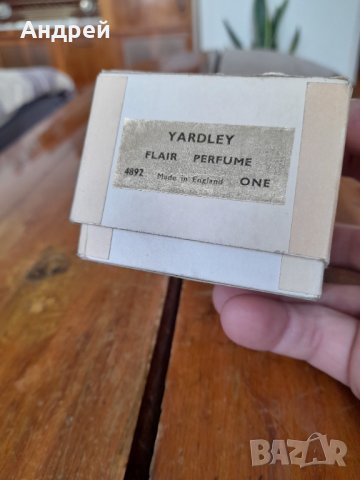 Андрей
YARDLEY
FLAIR PERFUME
4892 Made in England ONE
BAZAR